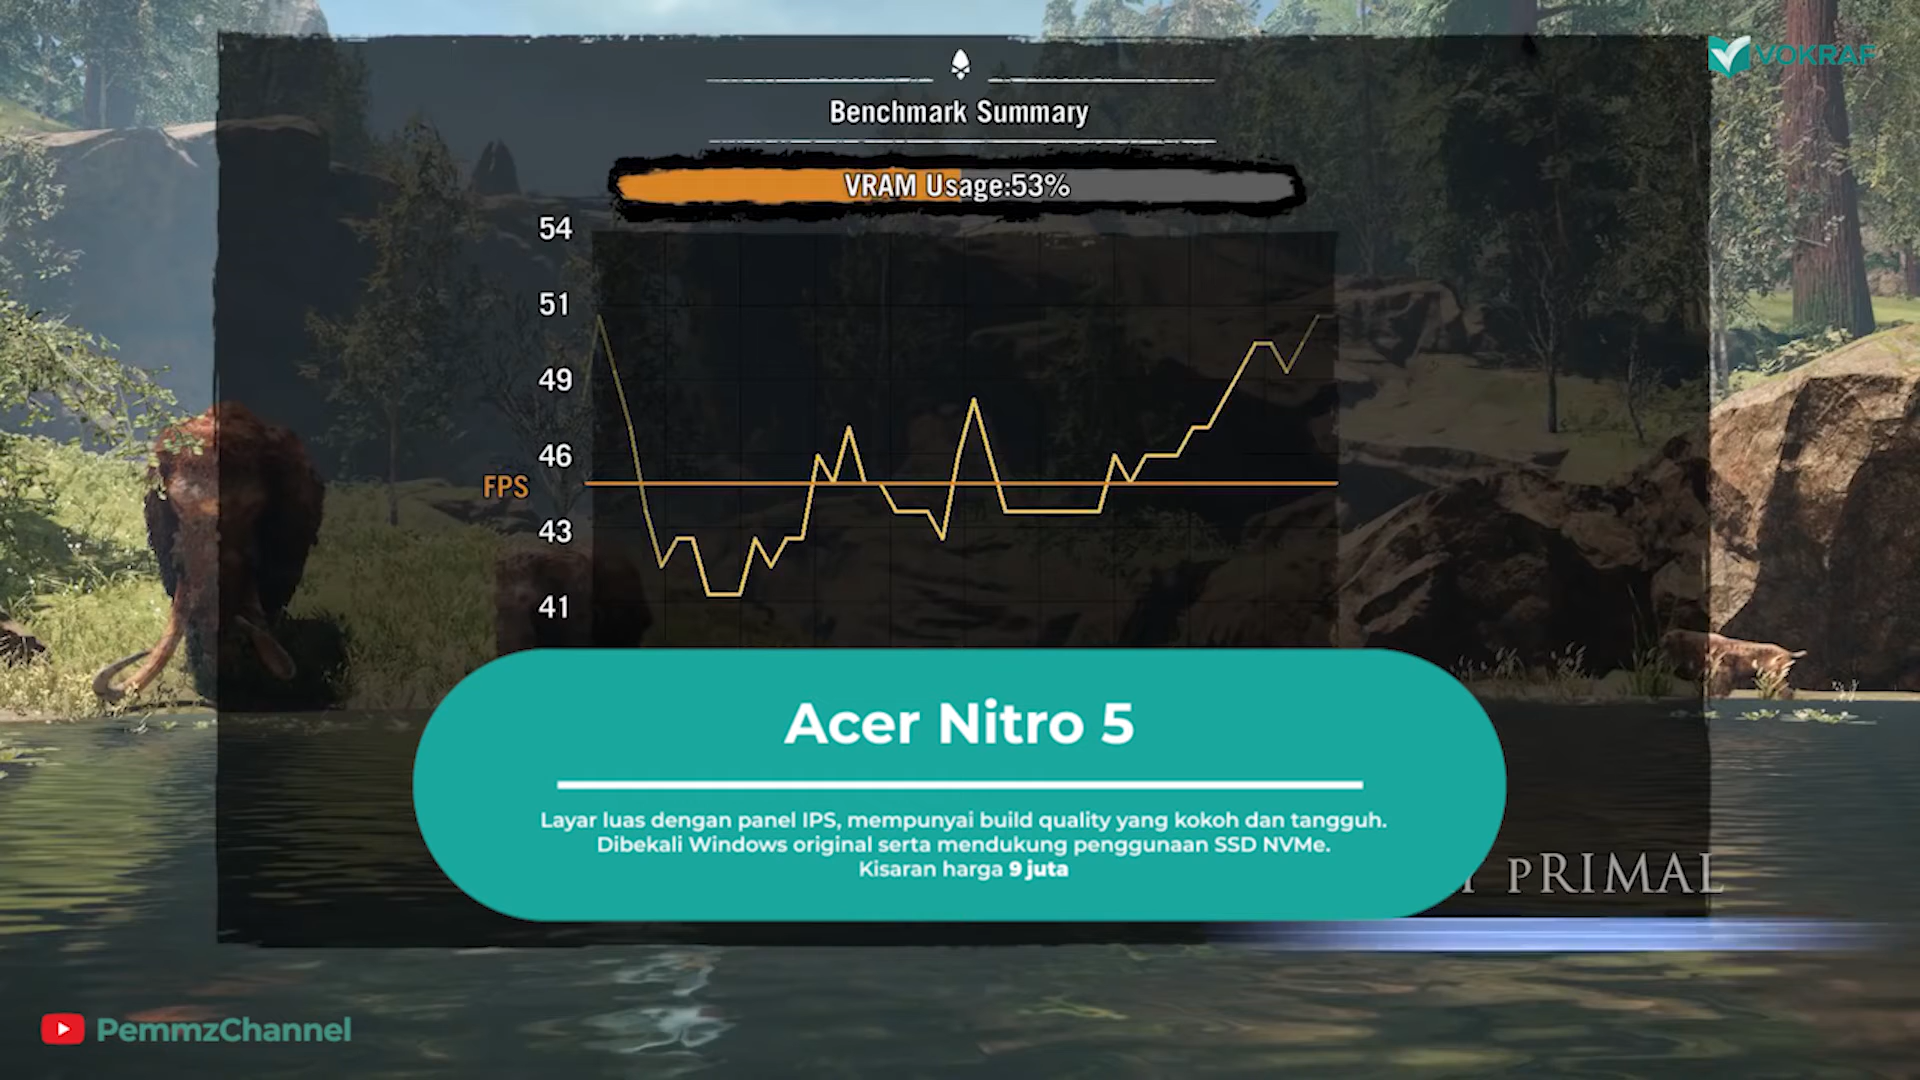 VOKRAF
Benchmark Summary
VRAM Usage:53%
54
51
49
46
FPS
43
41
Acer Nitro 5
Layar luas dengan panel IPS, mempunyai build quality yang kokoh dan tangguh.
Dibekali Windows original serta mendukung penggunaan SSD NVMe.
Kisaran harga 9 juta
PRIMAL
PemmzChannel